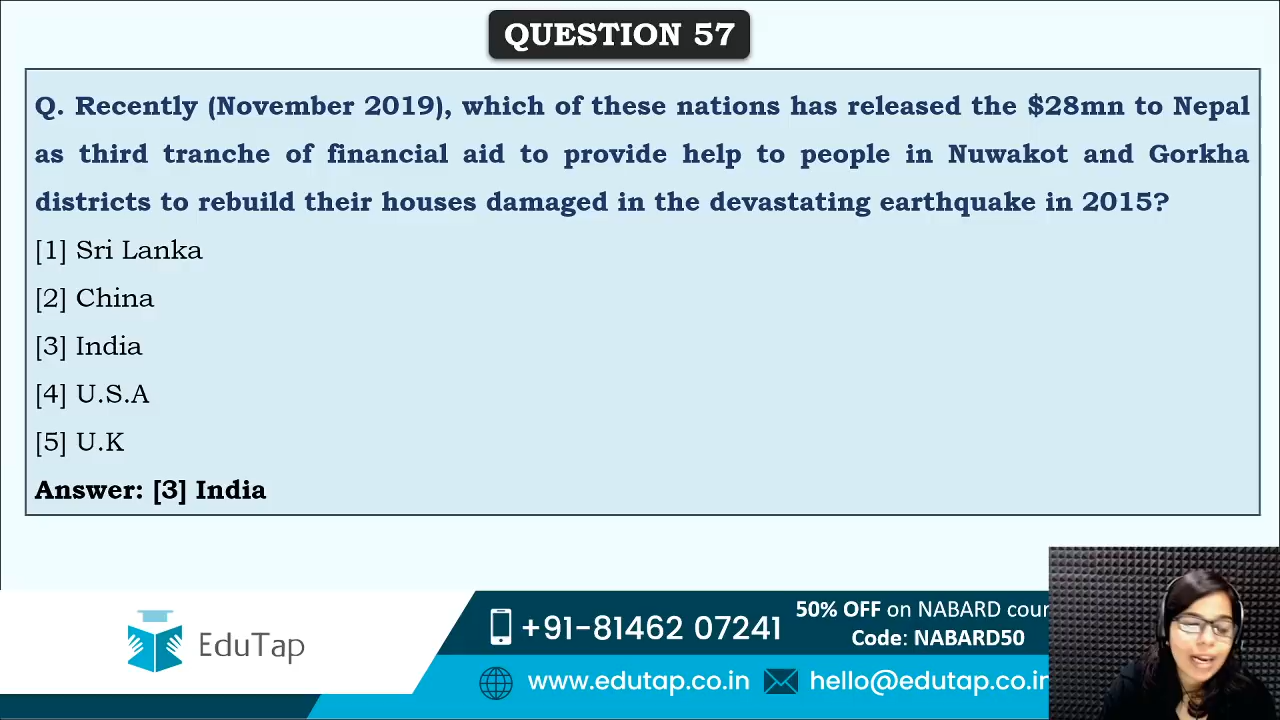 QUESTION 57
Q. Recently (November 2019), which of these nations has released the $28mn to Nepal
as third tranche of financial aid to provide help to people in Nuwakot and Gorkha
districts to rebuild their houses damaged in the devastating earthquake in 2015?
[1] Sri Lanka
[2] China
[3] India
[4] U.S.A
[5] U.K
Answer: [3] India
EduTap
+91-81462 07241
50% OFF on NABARD cour
Code: NABARD50
www.edutap.co.in
hello@edutap.co.in